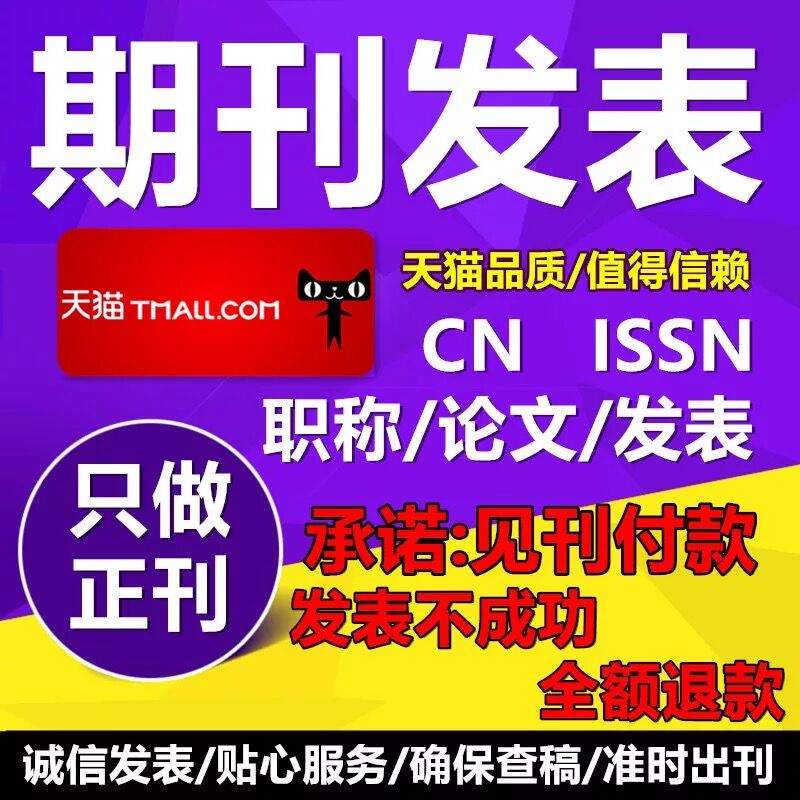 期刊发表
天猫 TMALL.COM
天猫品质/值得信赖
CN ISSN
职称/论文/发表
只做
正刊
承诺:见刊付款
发表不成功
全额退款
诚信发表/贴心服务/确保查稿/准时出刊